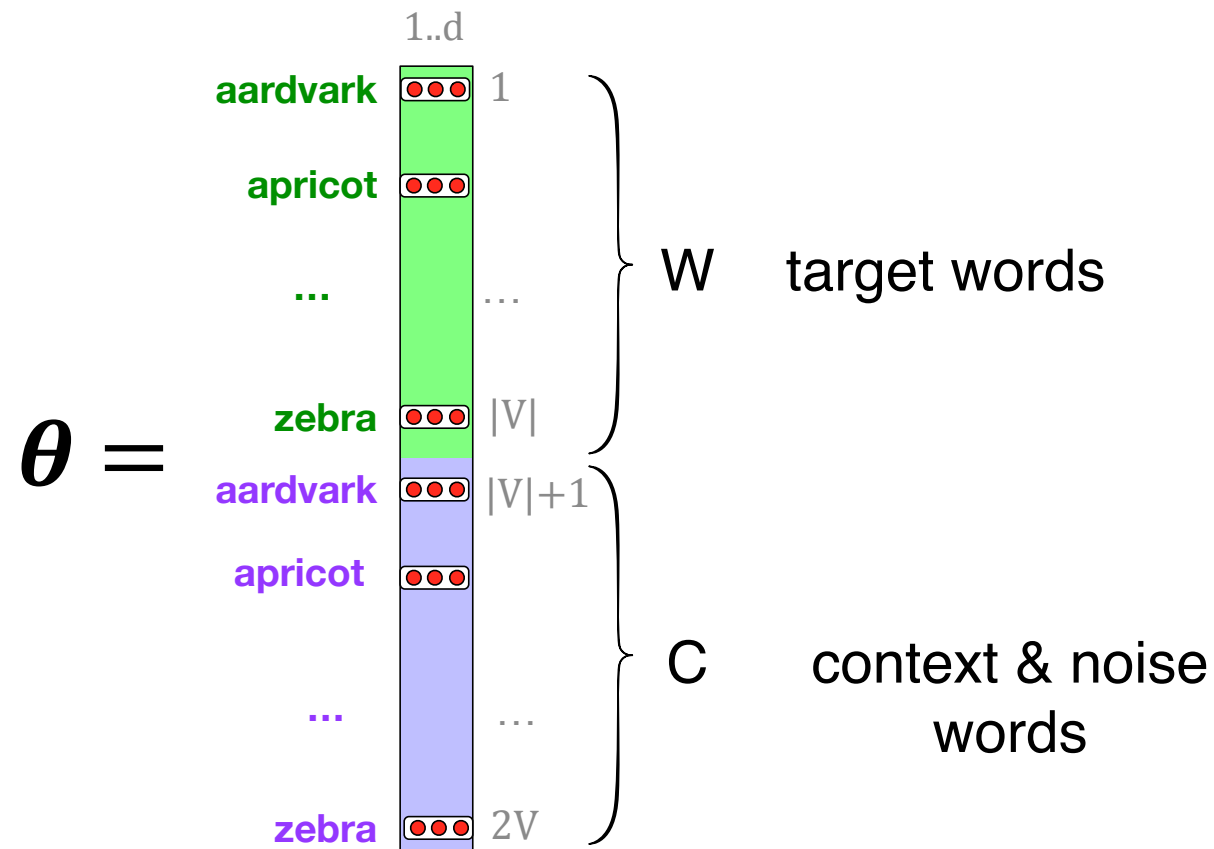 1..d
aardvark 1
apricot
... ...
zebra |V|
W target words
θ =
aardvark |V|+1
apricot
... ...
zebra 2V
C context & noise
words